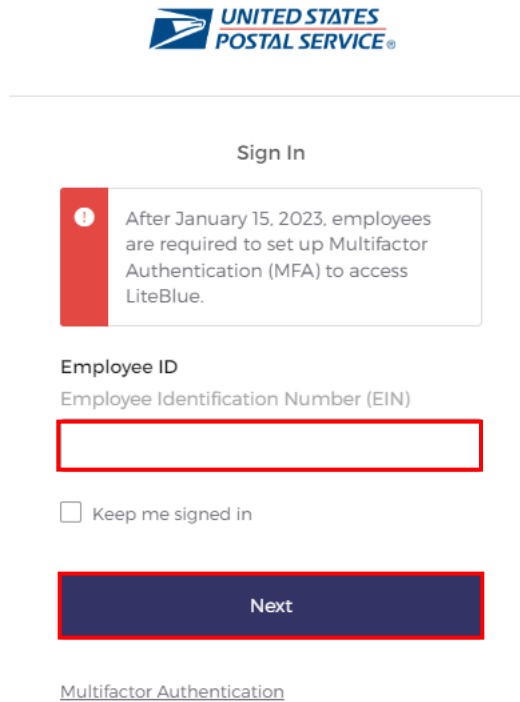 UNITED STATES
POSTAL SERVICE®
Sign In
After January 15, 2023, employees
are required to set up Multifactor
Authentication (MFA) to access
LiteBlue.
Employee ID
Employee Identification Number (EIN)
Keep me signed in
Next
Multifactor Authentication